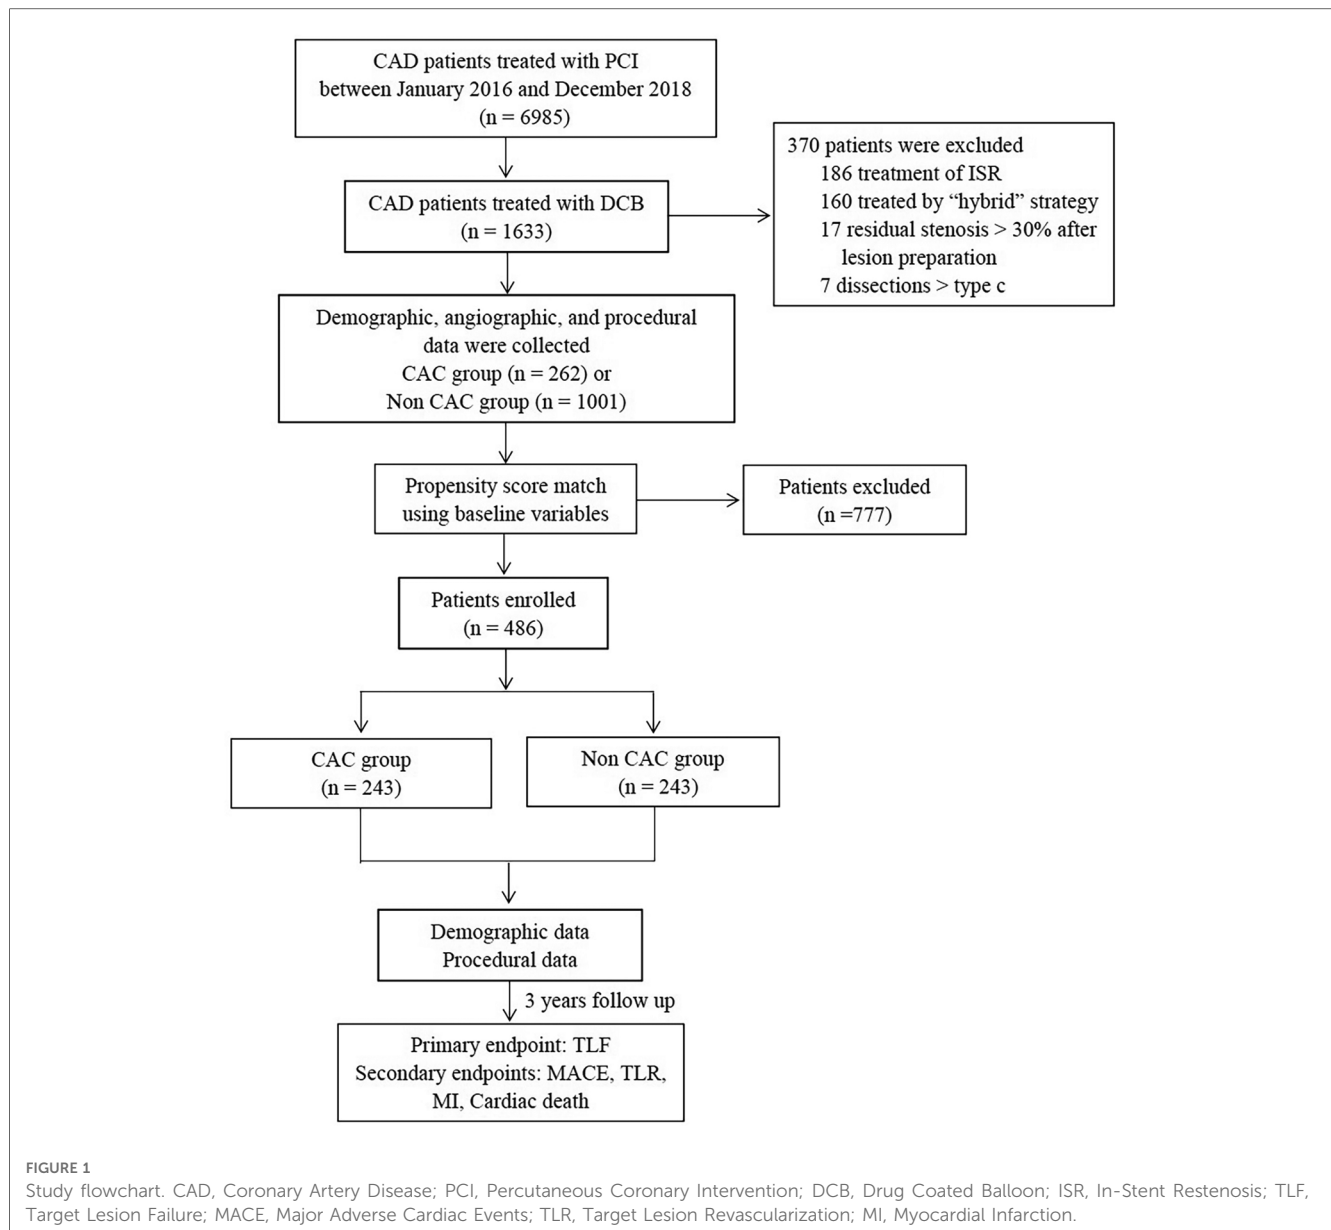 CAD patients treated with PCI
between January 2016 and December 2018
(n = 6985)
370 patients were excluded
186 treatment of ISR
160 treated by “hybrid” strategy
17 residual stenosis > 30% after
lesion preparation
7 dissections > type c
CAD patients treated with DCB
(n = 1633)
Demographic, angiographic, and procedural
data were collected
CAC group (n = 262) or
Non CAC group (n = 1001)
Propensity score match
using baseline variables
Patients excluded
(n =777)
Patients enrolled
(n = 486)
CAC group
(n = 243)
Non CAC group
(n = 243)
Demographic data
Procedural data
3 years follow up
Primary endpoint: TLF
Secondary endpoints: MACE, TLR,
MI, Cardiac death
FIGURE 1
Study flowchart. CAD, Coronary Artery Disease; PCI, Percutaneous Coronary Intervention; DCB, Drug Coated Balloon; ISR, In-Stent Restenosis; TLF,
Target Lesion Failure; MACE, Major Adverse Cardiac Events; TLR, Target Lesion Revascularization; MI, Myocardial Infarction.